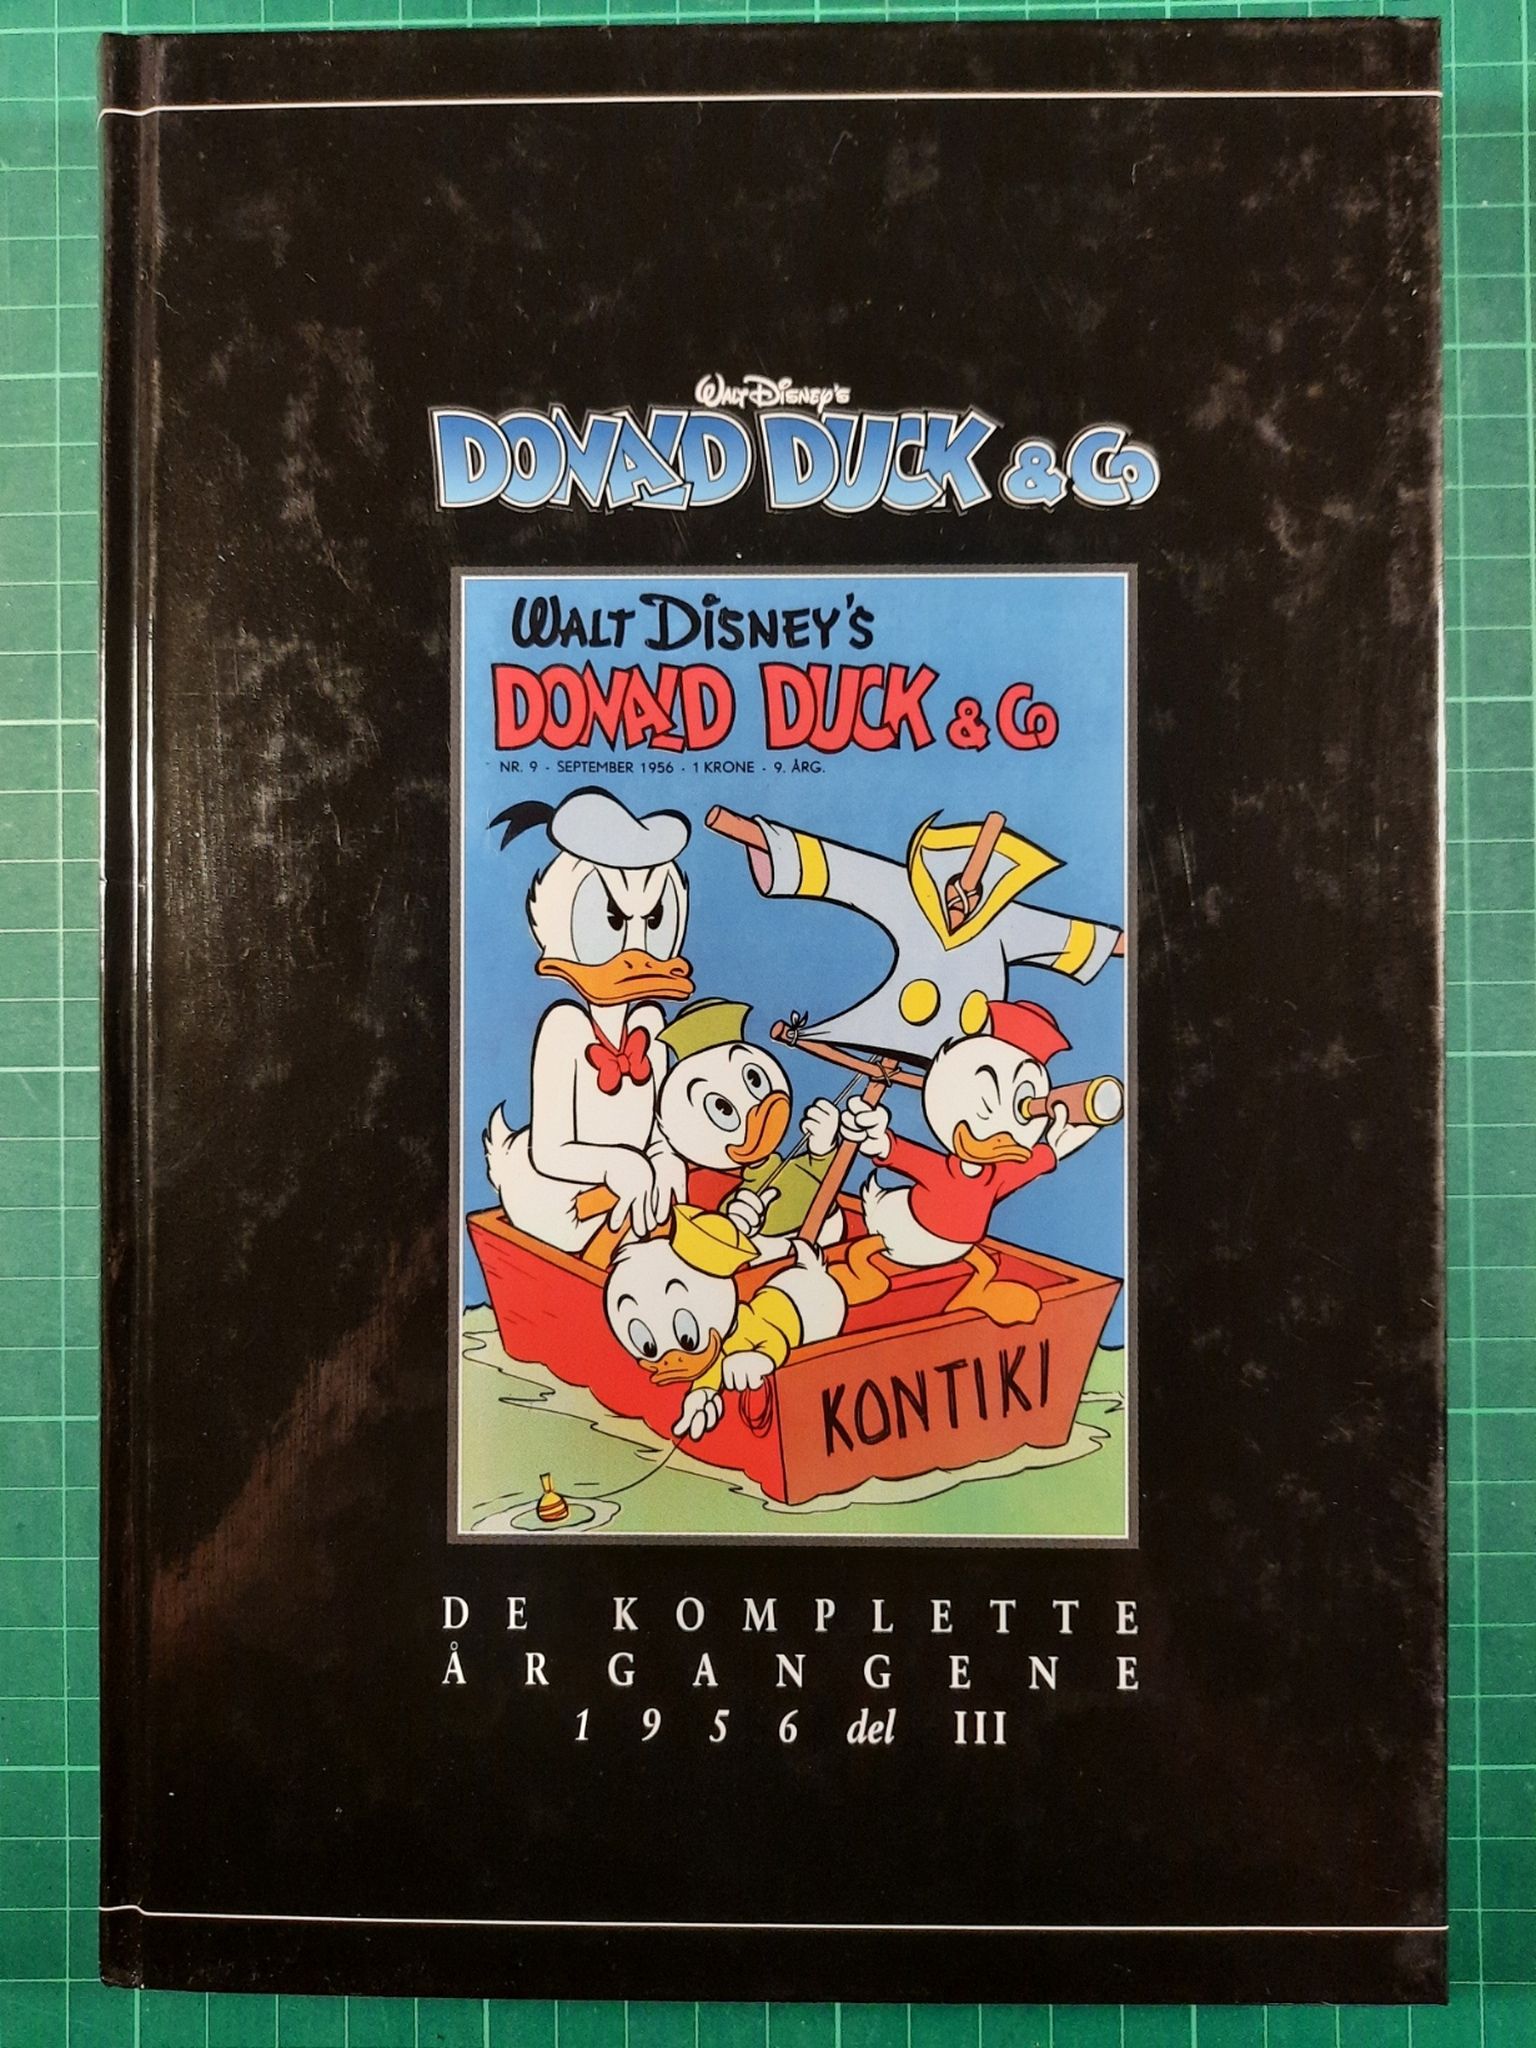 Walt Disney's
DONALD DUCK & Co
WALT DISNEY'S
DONALD DUCK & Co
NR. 9 - SEPTEMBER 1956 - 1 KRONE - 9. ÅRG.
KONTIKI
DE KOMPLETTE
ÅRGANGENE
1956 del III